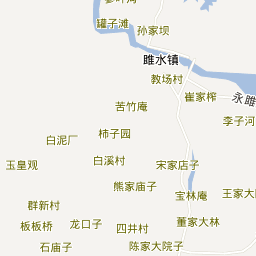 罐子滩
孙家坝
睢水镇
教场村
崔家榨
永睢
苦竹庵
李子河
柿子园
白泥厂
白溪村
宋家店子
玉皇观
熊家庙子
宝林庵
王家大
群新村
龙口子
董家大林
板板桥
四井村
石庙子
陈家大院子